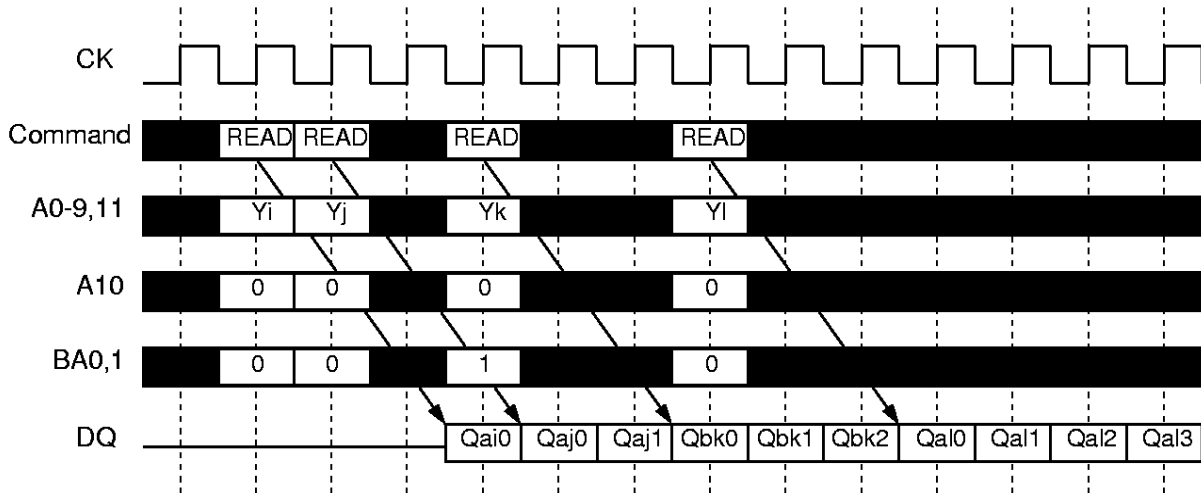 CK
Command READ READ READ READ
A0-9,11 Yi Yj Yk Yl
A10 0 0 0 0
BA0,1 0 0 1 0
DQ Qai0 Qaj0 Qaj1 Qbk0 Qbk1 Qbk2 Qal0 Qal1 Qal2 Qal3